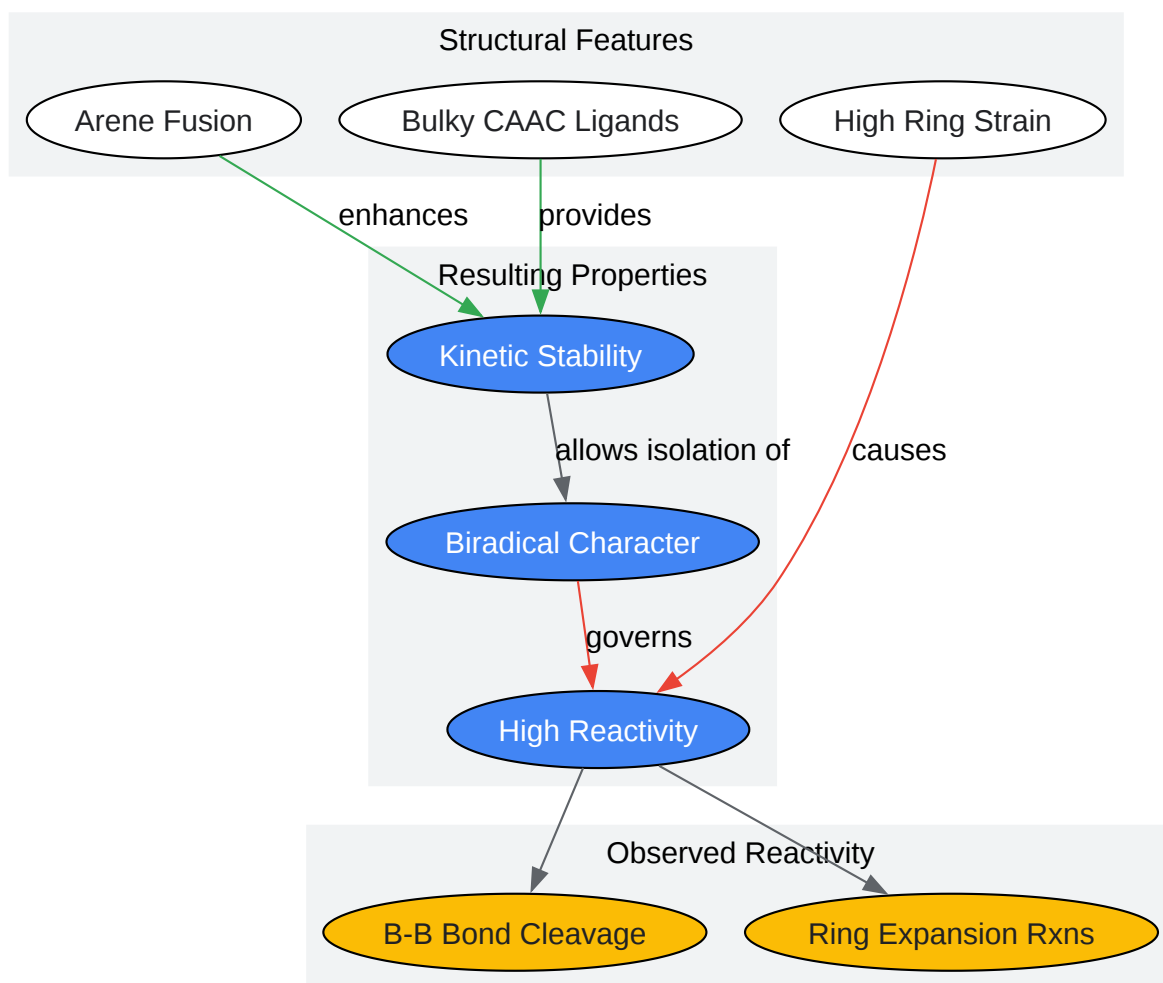 Structural Features
Arene Fusion
Bulky CAAC Ligands
High Ring Strain
enhances
provides
Resulting Properties
Kinetic Stability
allows isolation of
causes
Biradical Character
governs
High Reactivity
Observed Reactivity
B-B Bond Cleavage
Ring Expansion Rxns